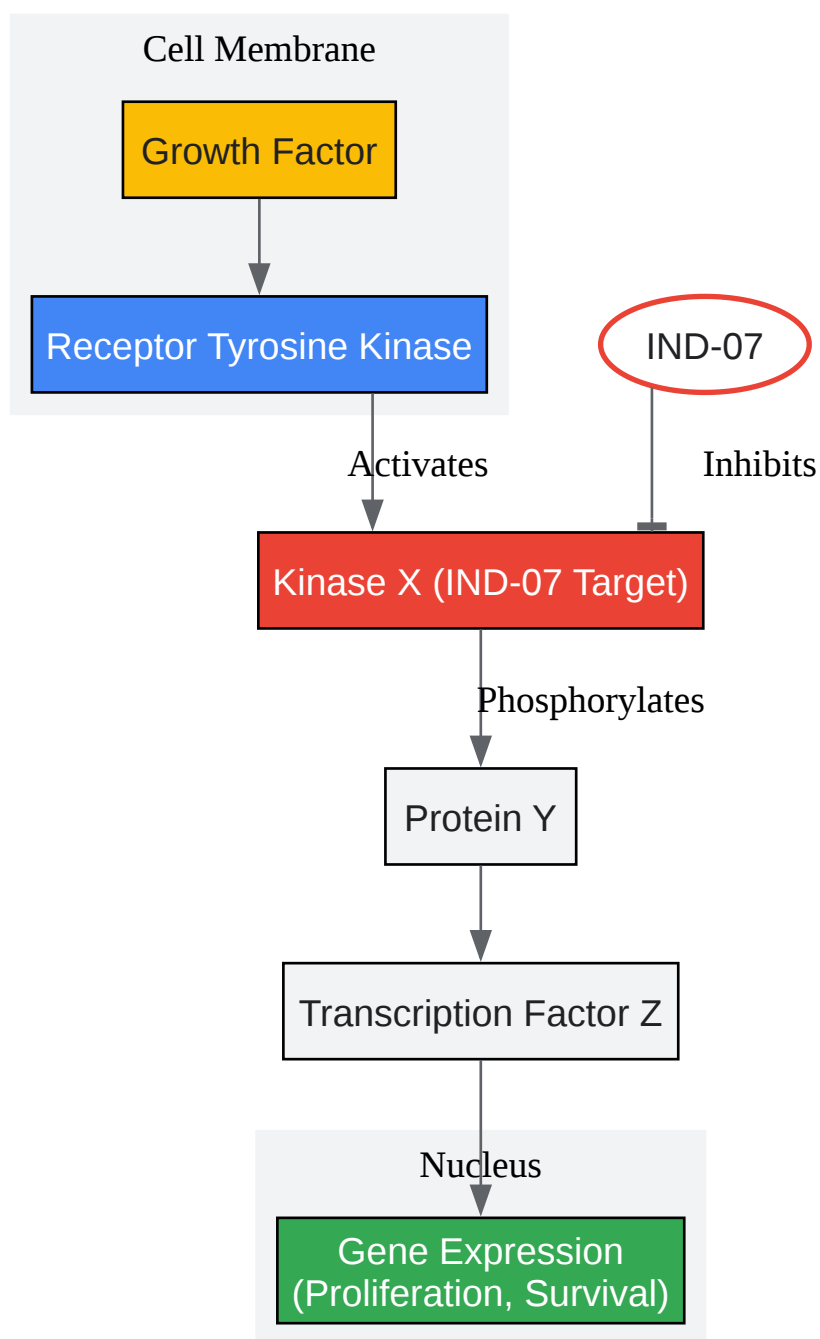 Cell Membrane
Growth Factor
Receptor Tyrosine Kinase
IND-07
Activates
Inhibits
Kinase X (IND-07 Target)
Phosphorylates
Protein Y
Transcription Factor Z
Nucleus
Gene Expression
(Proliferation, Survival)